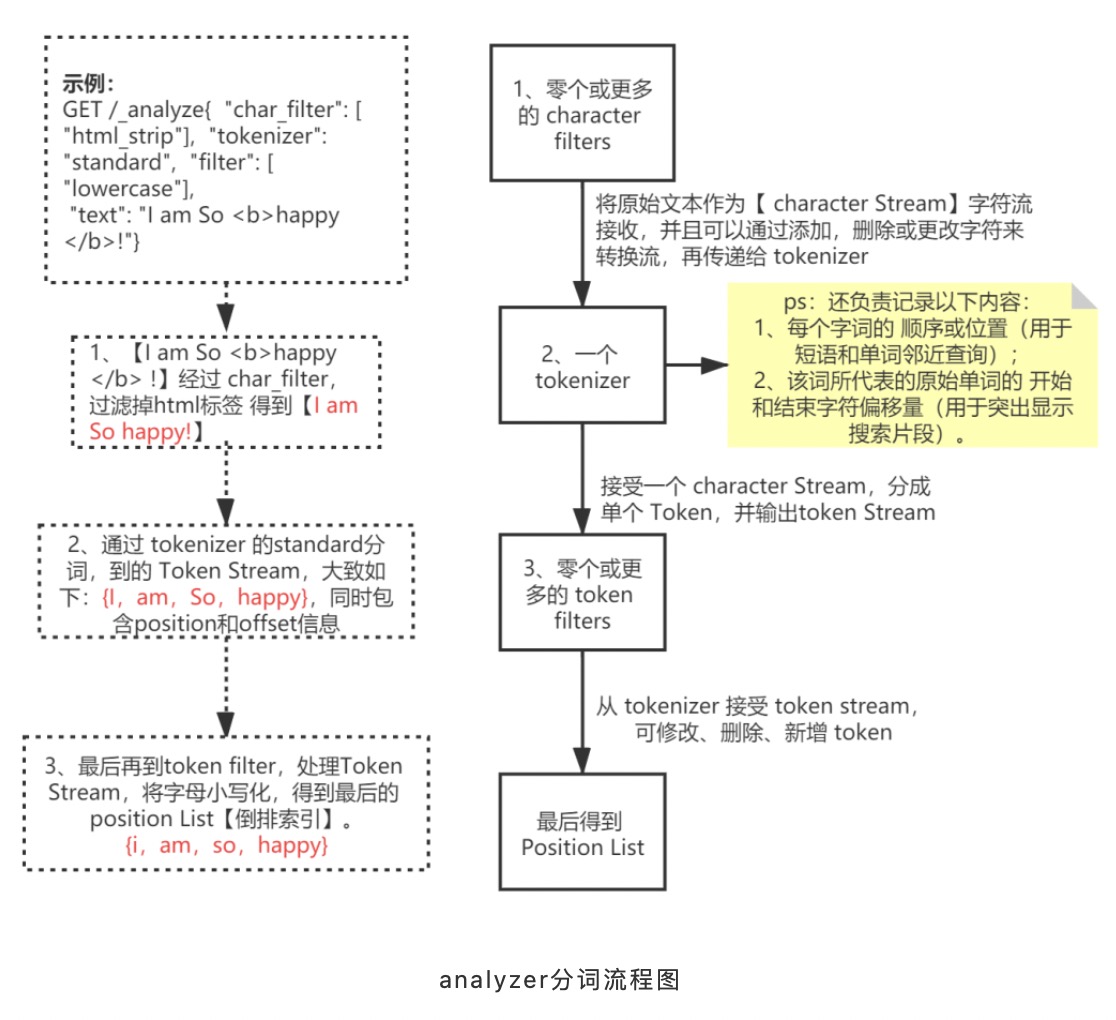 示例：
GET /_analyze{  "char_filter": [
"html_strip"],  "tokenizer":
"standard",  "filter": [
"lowercase"],
"text": "I am So <b>happy
</b>!"}
1、【I am So <b>happy
</b> !】经过 char_filter，
过滤掉html标签 得到【I am
So happy!】
2、通过 tokenizer 的standard分
词，到的 Token Stream，大致如
下：{I，am，So，happy}，同时包
含position和offset信息
3、最后再到token filter，处理Token
Stream，将字母小写化，得到最后的
position List【倒排索引】。
{i，am，so，happy}
1、零个或更多
的 character
filters
将原始文本作为【 character Stream】字符流
接收，并且可以通过添加，删除或更改字符来
转换流，再传递给 tokenizer
2、一个
tokenizer
ps：还负责记录以下内容：
1、每个字词的 顺序或位置（用于
短语和单词邻近查询）；
2、该词所代表的原始单词的 开始
和结束字符偏移量（用于突出显示
搜索片段）。
接受一个 character Stream，分成
单个 Token，并输出token Stream
3、零个或更
多的 token
filters
从 tokenizer 接受 token stream，
可修改、删除、新增 token
最后得到
Position List
analyzer分词流程图